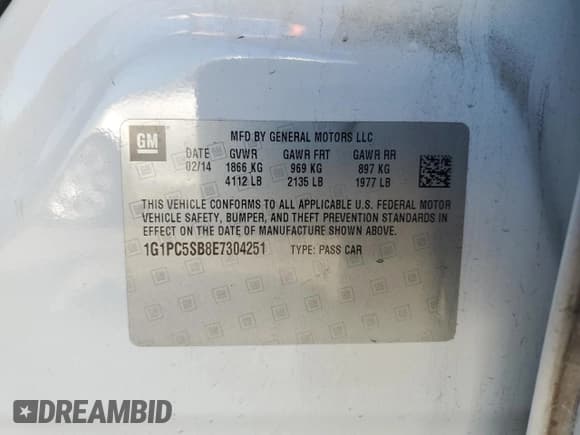 GM
MFD BY GENERAL MOTORS LLC
DATE GVWR GAWR FRT GAWR RR
02/14 1866 KG 969 KG 897 KG
4112 LB 2135 LB 1977 LB
THIS VEHICLE CONFORMS TO ALL APPLICABLE U.S. FEDERAL MOTOR
VEHICLE SAFETY, BUMPER, AND THEFT PREVENTION STANDARDS IN
EFFECT ON THE DATE OF MANUFACTURE SHOWN ABOVE.
1G1PC5SB8E7304251 TYPE: PASS CAR
DREAMBID